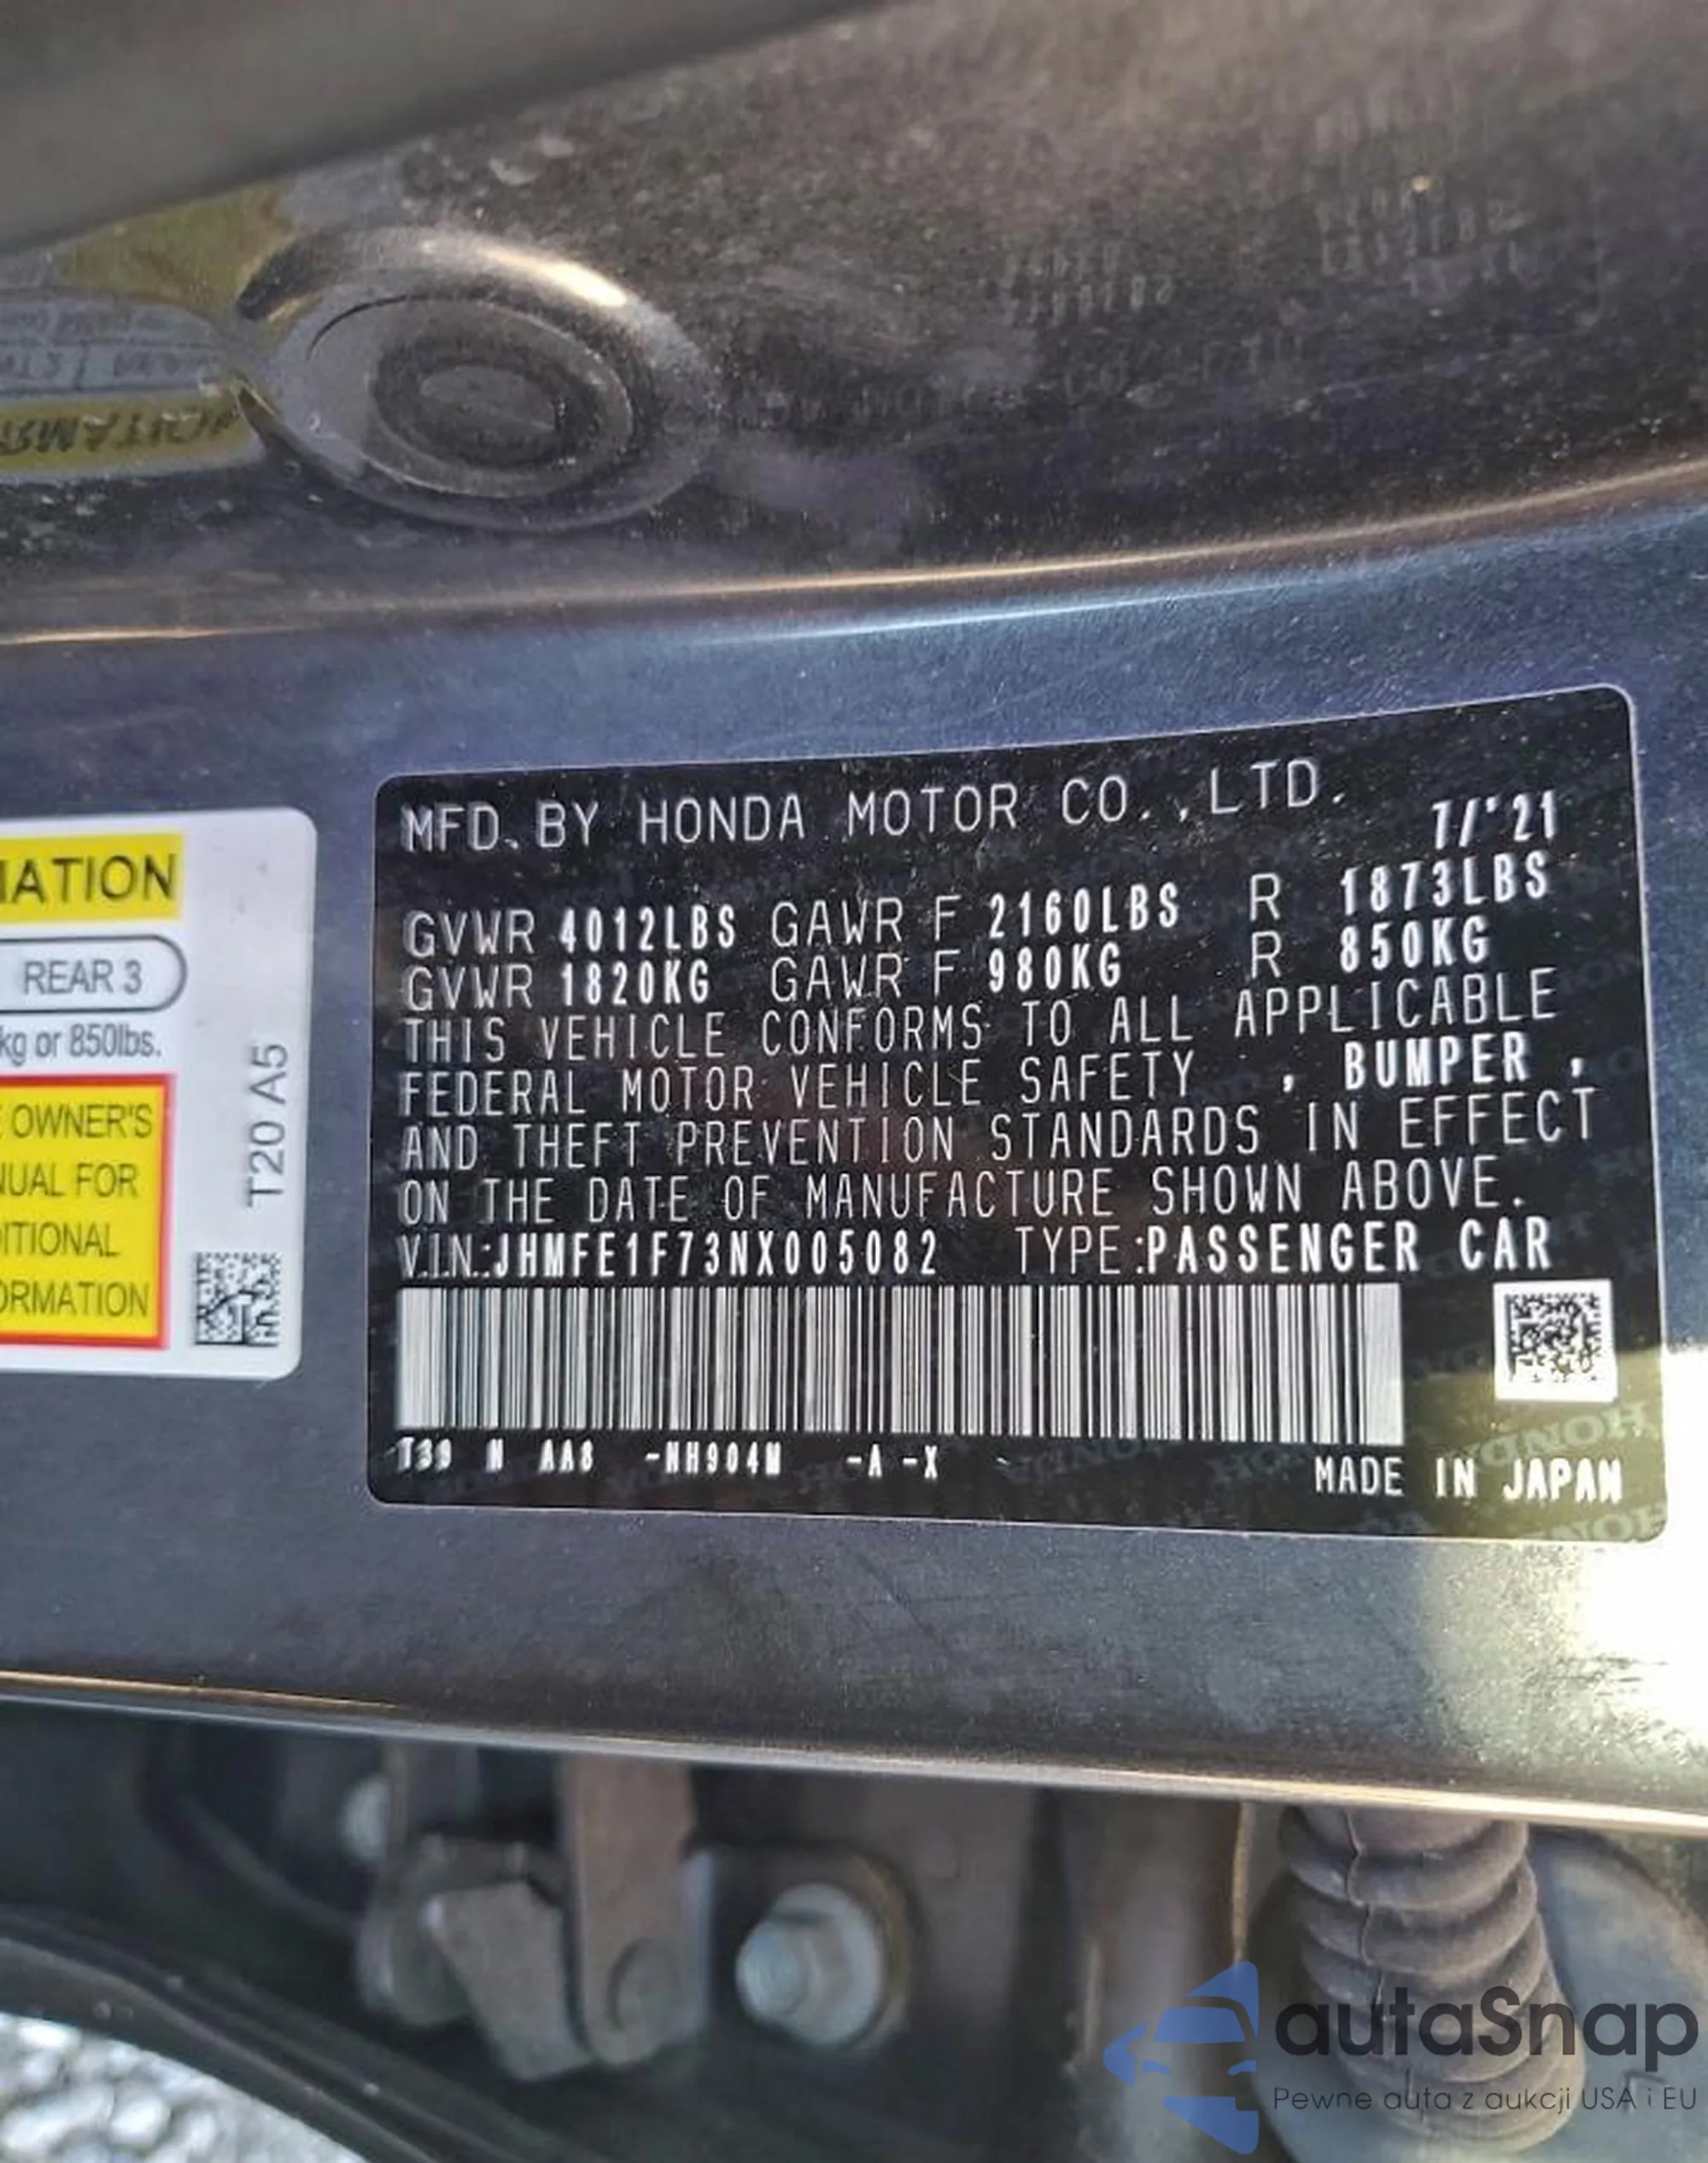 MFD. BY HONDA MOTOR CO.,LTD.
7/'21
GVWR 4012LBS GAWR F 2160LBS R 1873LBS
GVWR 1820KG GAWR F 980KG R 850KG
THIS VEHICLE CONFORMS TO ALL APPLICABLE
FEDERAL MOTOR VEHICLE SAFETY , BUMPER ,
AND THEFT PREVENTION STANDARDS IN EFFECT
ON THE DATE OF MANUFACTURE SHOWN ABOVE.
V.I.N.:JHMFE1F73NX005082 TYPE:PASSENGER CAR
T39 N AA8 -NH904M -A -X
MADE IN JAPAN
MATION
REAR 3
kg or 850lbs.
OWNER'S
NUAL FOR
DITIONAL
ORMATION
T20 A5
autaSnap
Pewne auta z aukcji USA i EU